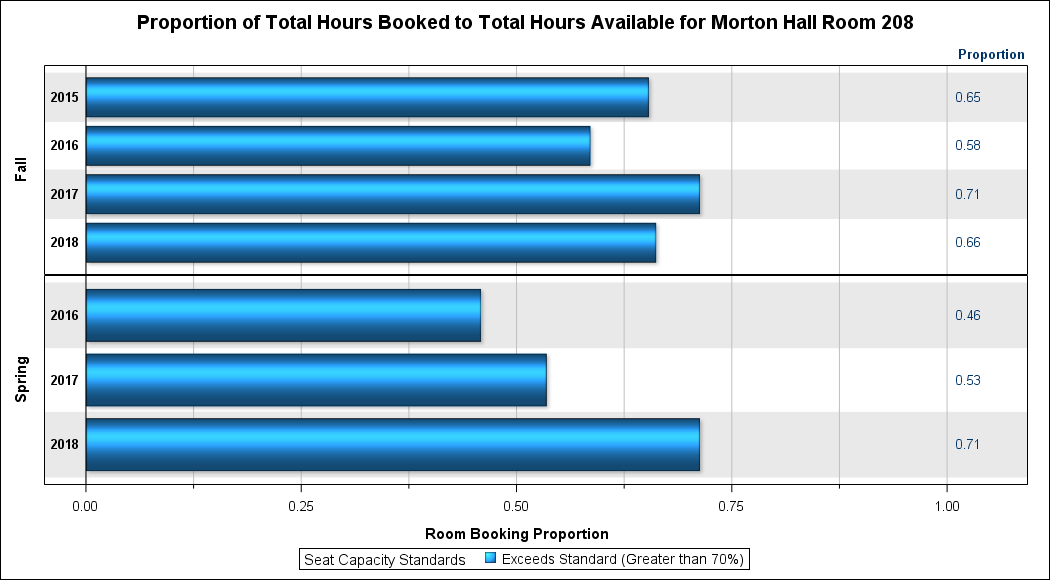 Proportion of Total Hours Booked to Total Hours Available for Morton Hall Room 208
Proportion
Fall
2015 0.65
2016 0.58
2017 0.71
2018 0.66
Spring
2016 0.46
2017 0.53
2018 0.71
0.00 0.25 0.50 0.75 1.00
Room Booking Proportion
Seat Capacity Standards Exceeds Standard (Greater than 70%)